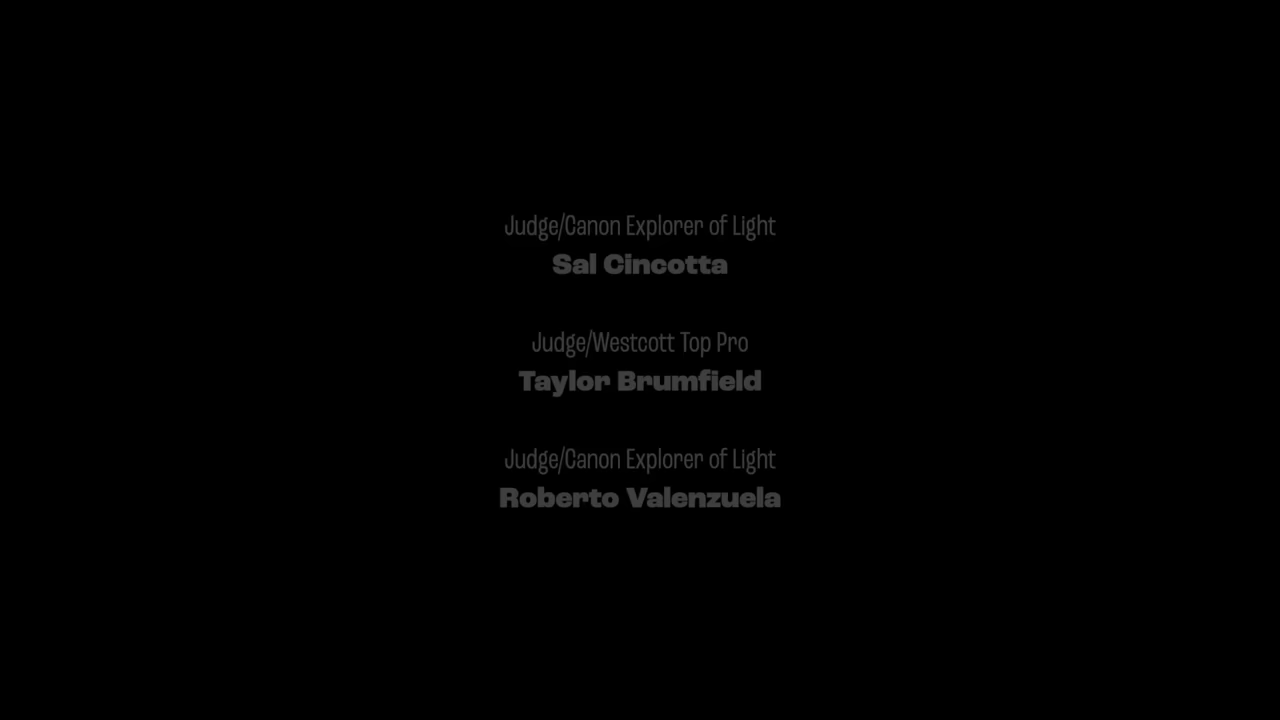 Judge/Canon Explorer of Light
Sal Cincotta
Judge/Westcott Top Pro
Taylor Brumfield
Judge/Canon Explorer of Light
Roberto Valenzuela